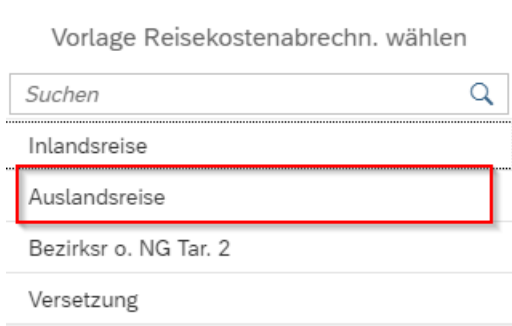 Vorlage Reisekostenabrechn. wählen
Suchen
Inlandsreise
Auslandsreise
Bezirksr o. NG Tar. 2
Versetzung